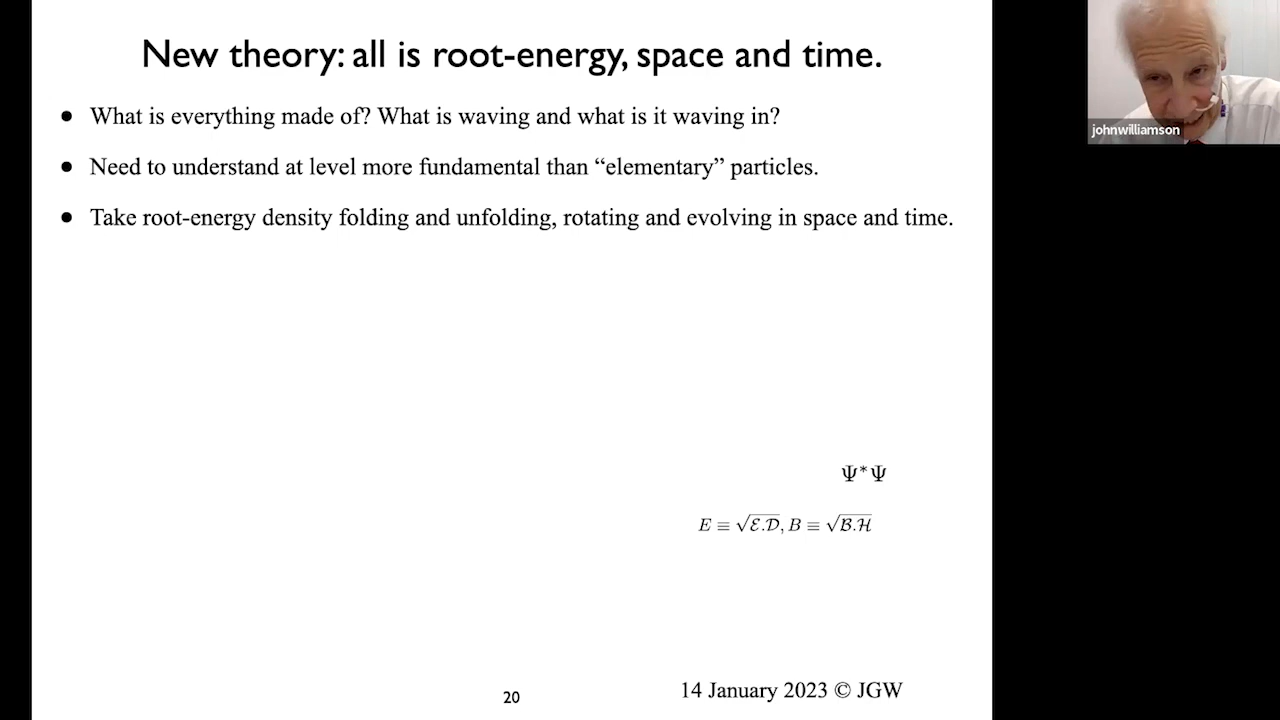 New theory: all is root-energy, space and time.
johnwilliamson
● What is everything made of? What is waving and what is it waving in?
● Need to understand at level more fundamental than “elementary” particles.
● Take root-energy density folding and unfolding, rotating and evolving in space and time.
Ψ*Ψ
E ≡ √ℰ.𝒟, B ≡ √ℬ.ℋ
20
14 January 2023 © JGW